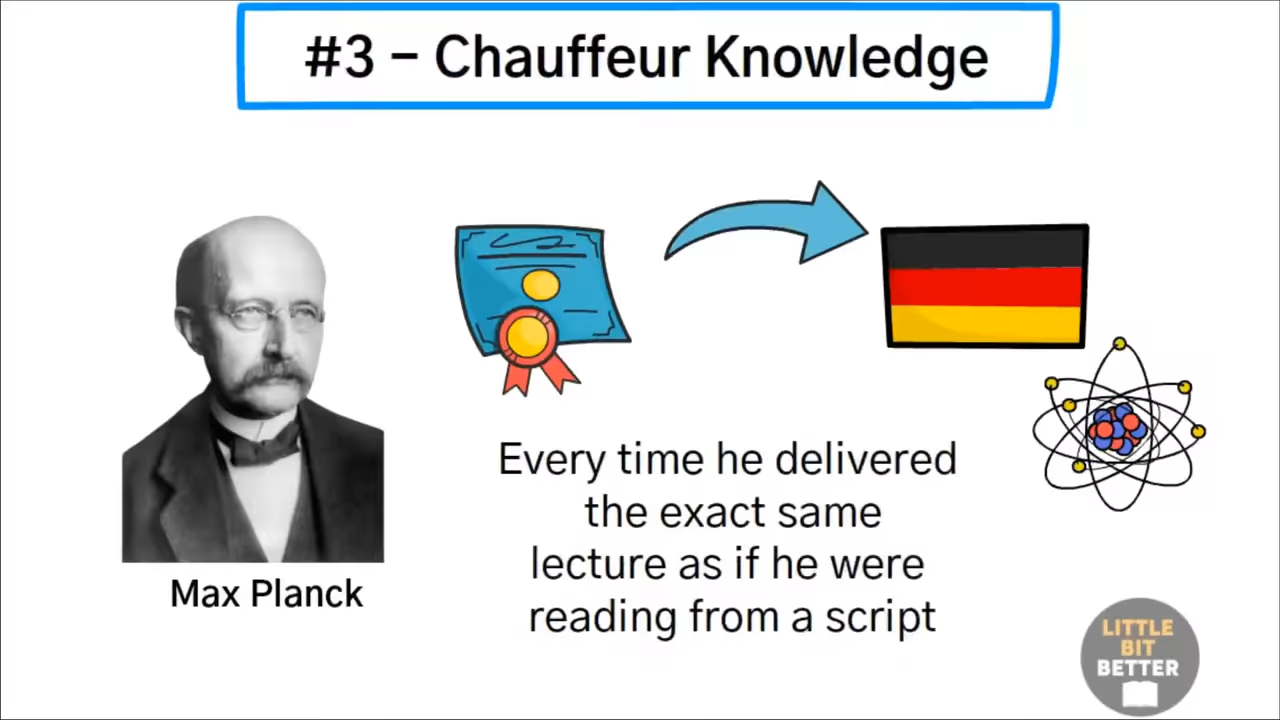 #3 – Chauffeur Knowledge
Max Planck
Every time he delivered
the exact same
lecture as if he were
reading from a script
LITTLE
BIT
BETTER